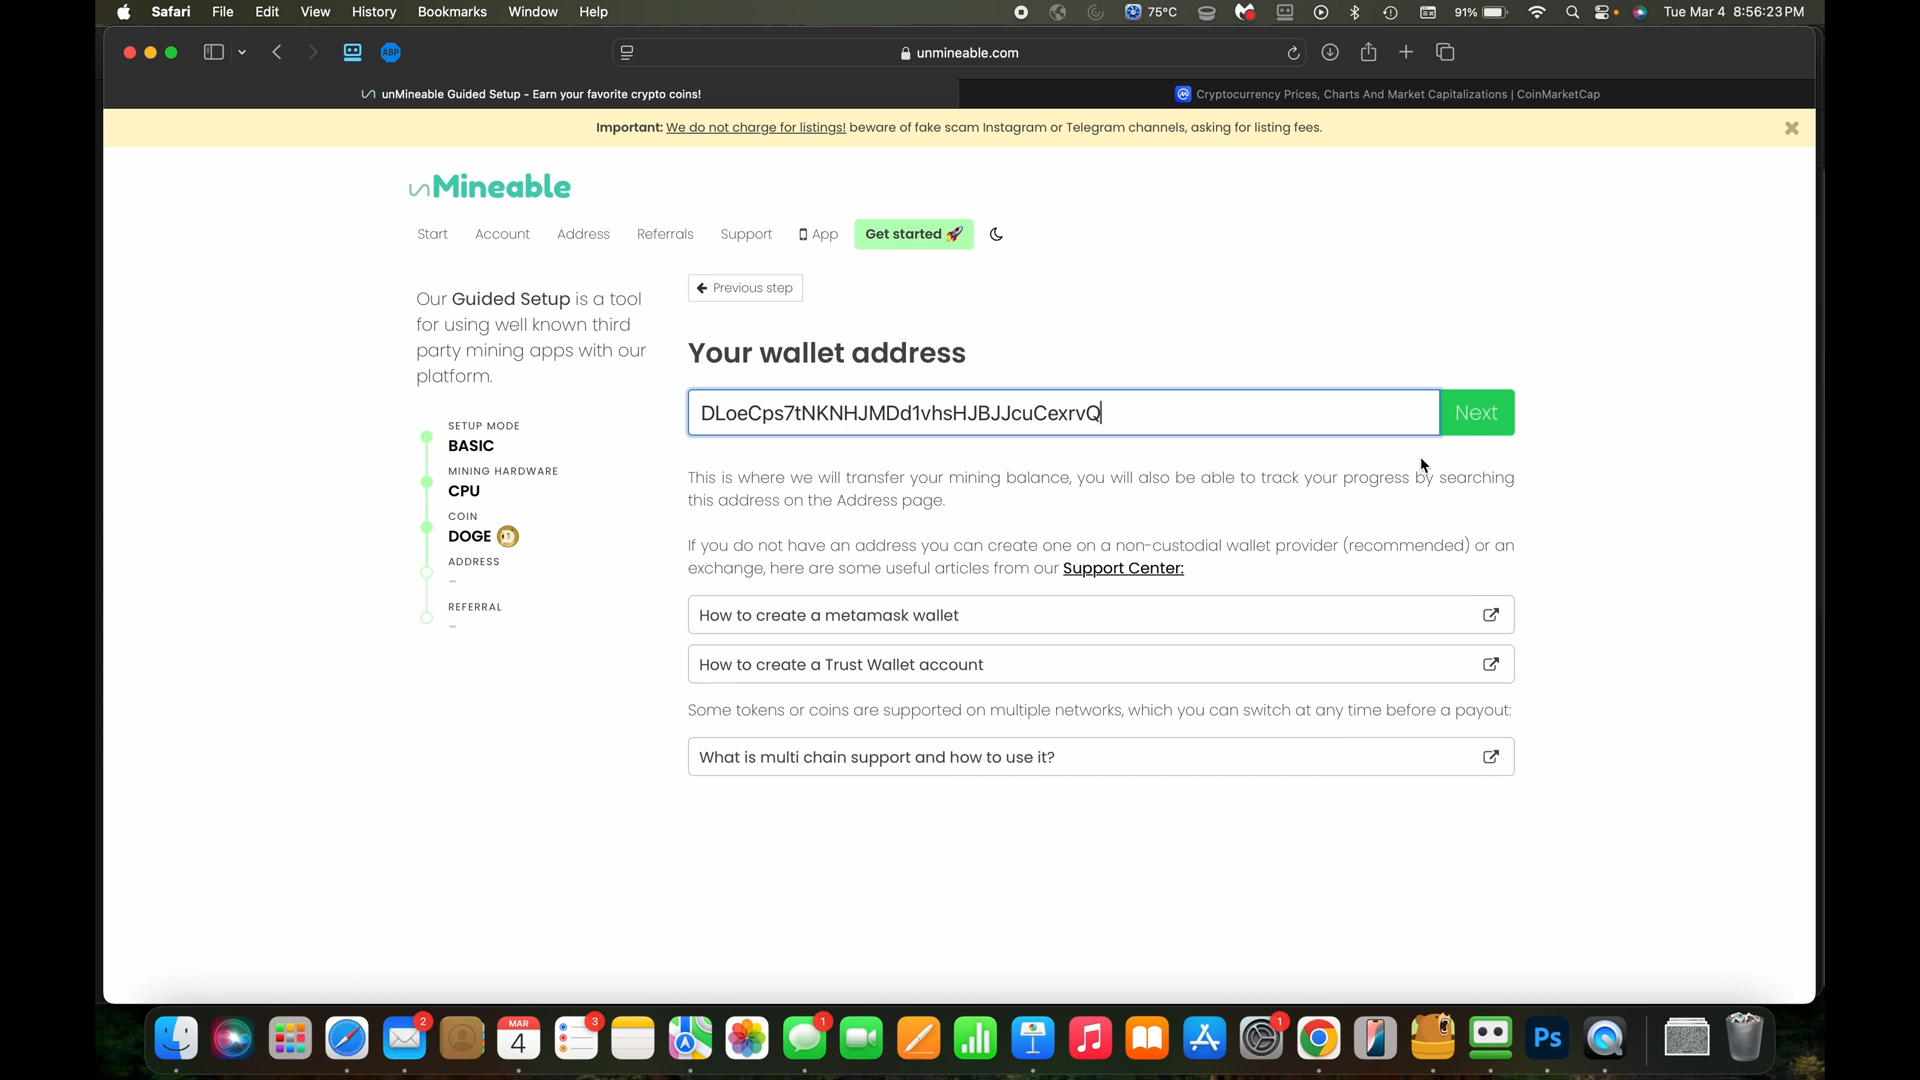 Safari File Edit View History Bookmarks Window Help 75°C 91% Tue Mar 4 8:56:23 PM
ABP unmineable.com
unMineable Guided Setup - Earn your favorite crypto coins! Cryptocurrency Prices, Charts And Market Capitalizations | CoinMarketCap
Important: We do not charge for listings! beware of fake scam Instagram or Telegram channels, asking for listing fees.
unMineable
Start Account Address Referrals Support App Get started
Previous step
Our Guided Setup is a tool
for using well known third
party mining apps with our
platform.
SETUP MODE
BASIC
MINING HARDWARE
CPU
COIN
DOGE
ADDRESS
–
REFERRAL
–
Your wallet address
DLoeCps7tNKNHJMDd1vhsHJBJJcuCexrvQ Next
This is where we will transfer your mining balance, you will also be able to track your progress by searching
this address on the Address page.
If you do not have an address you can create one on a non-custodial wallet provider (recommended) or an
exchange, here are some useful articles from our Support Center:
How to create a metamask wallet
How to create a Trust Wallet account
Some tokens or coins are supported on multiple networks, which you can switch at any time before a payout:
What is multi chain support and how to use it?
2 MAR 4 3 1 1 Ps